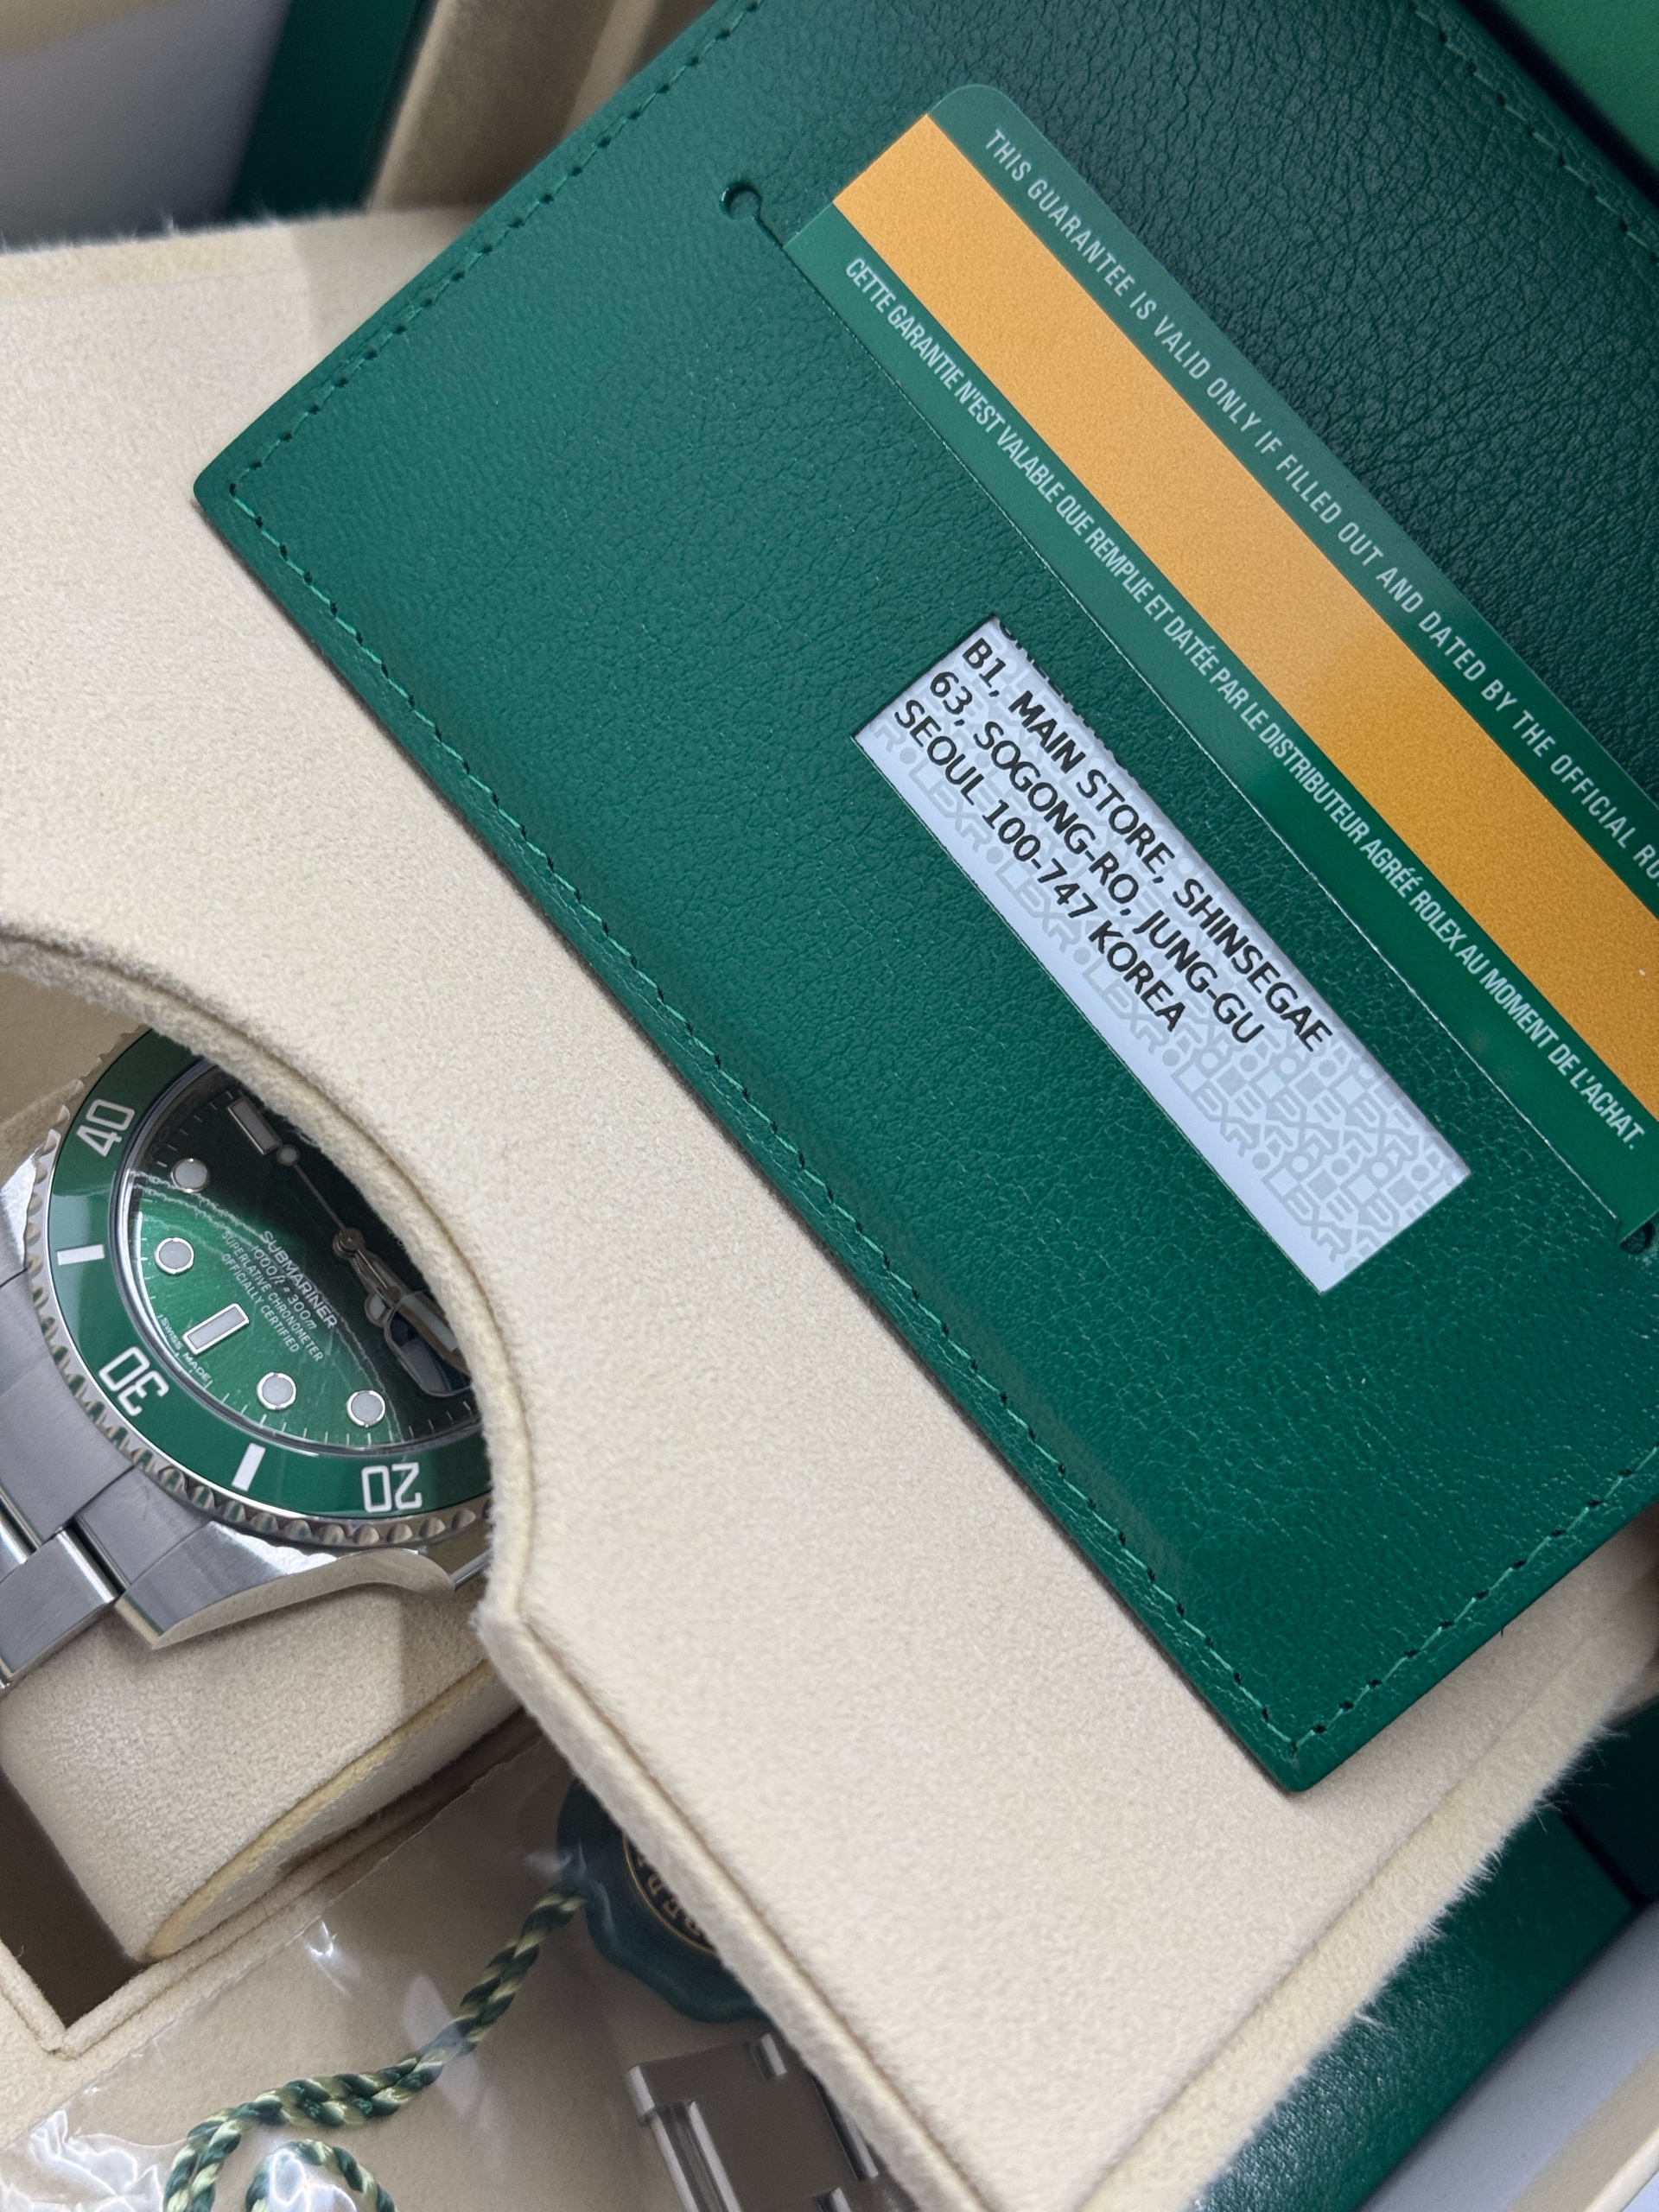 THIS GUARANTEE IS VALID ONLY IF FILLED OUT AND DATED BY THE OFFICIAL
CETTE GARANTIE N'EST VALABLE QUE REMPLIE ET DATÉE PAR LE DISTRIBUTEUR AGRÉÉ ROLEX AU MOMENT DE L'ACHAT.
B1, MAIN STORE, SHINSEGAE
63, SOGONG-RO, JUNG-GU
SEOUL 100-747 KOREA
40
30
20
SUBMARINER
1000ft = 300m
SUPERLATIVE CHRONOMETER
OFFICIALLY CERTIFIED
SWISS MADE